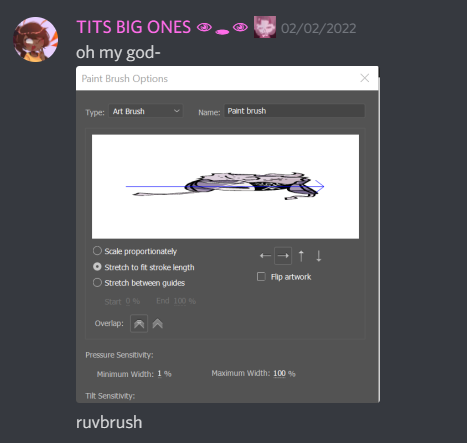 TITS BIG ONES 👁️🫦👁️ 02/02/2022
oh my god-
Paint Brush Options
Type: Art Brush Name: Paint brush
Scale proportionately
Stretch to fit stroke length
Stretch between guides
Flip artwork
Start 0 % End 100 %
Overlap:
Pressure Sensitivity:
Minimum Width: 1 % Maximum Width: 100 %
Tilt Sensitivity:
ruvbrush